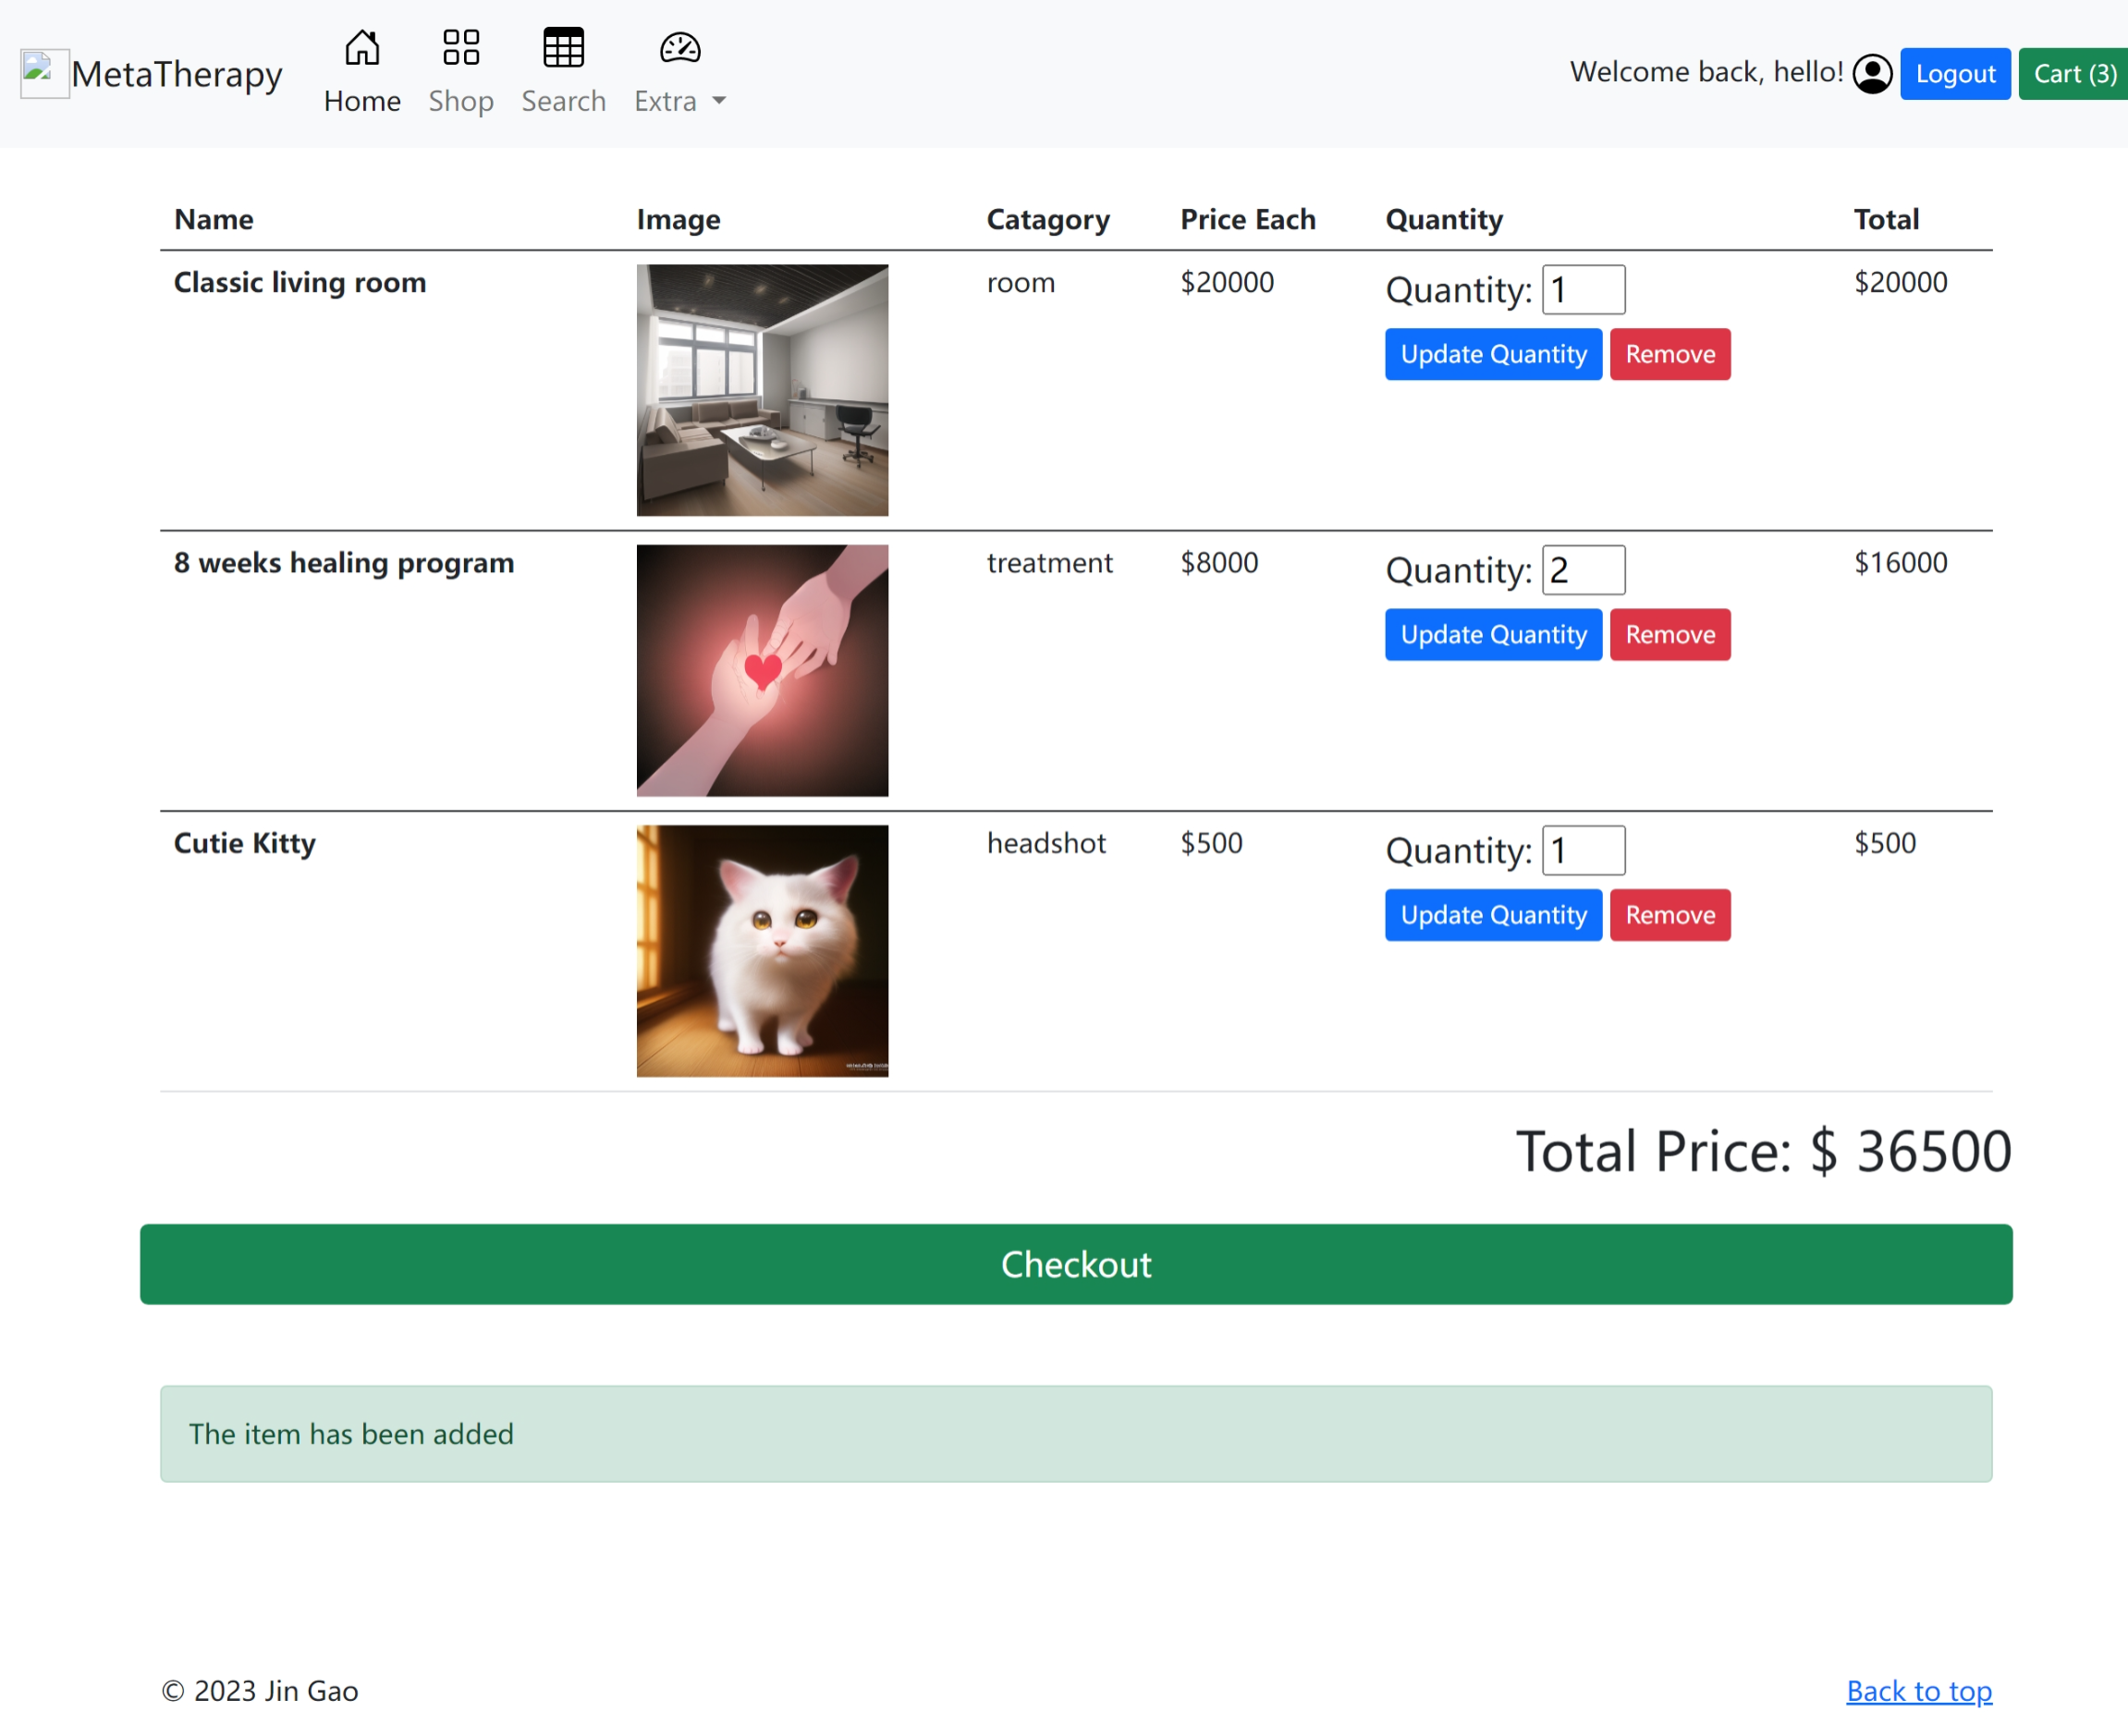 MetaTherapy
Home Shop Search Extra
Welcome back, hello! Logout Cart (3)
Name Image Catagory Price Each Quantity Total
Classic living room room $20000 Quantity: 1 $20000
Update Quantity Remove
8 weeks healing program treatment $8000 Quantity: 2 $16000
Update Quantity Remove
Cutie Kitty headshot $500 Quantity: 1 $500
Update Quantity Remove
Total Price: $ 36500
Checkout
The item has been added
© 2023 Jin Gao Back to top